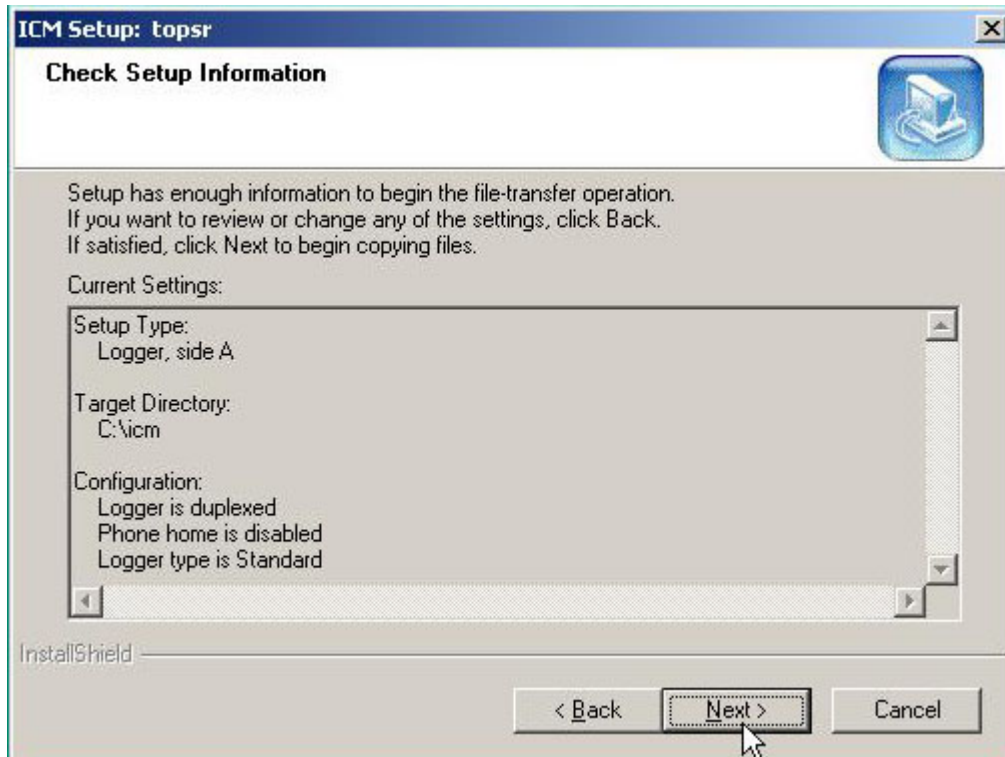 ICM Setup: topsr
Check Setup Information
Setup has enough information to begin the file-transfer operation.
If you want to review or change any of the settings, click Back.
If satisfied, click Next to begin copying files.
Current Settings:
Setup Type:
Logger, side A
Target Directory:
C:\icm
Configuration:
Logger is duplexed
Phone home is disabled
Logger type is Standard
InstallShield
< Back
Next >
Cancel